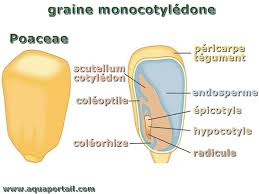 graine monocotylédone
Poaceae
péricarpe
tégument
scutellum
cotylédon
endosperme
coléoptile
épicotyle
hypocotyle
coléorhize
radicule
www.aquaportail.com